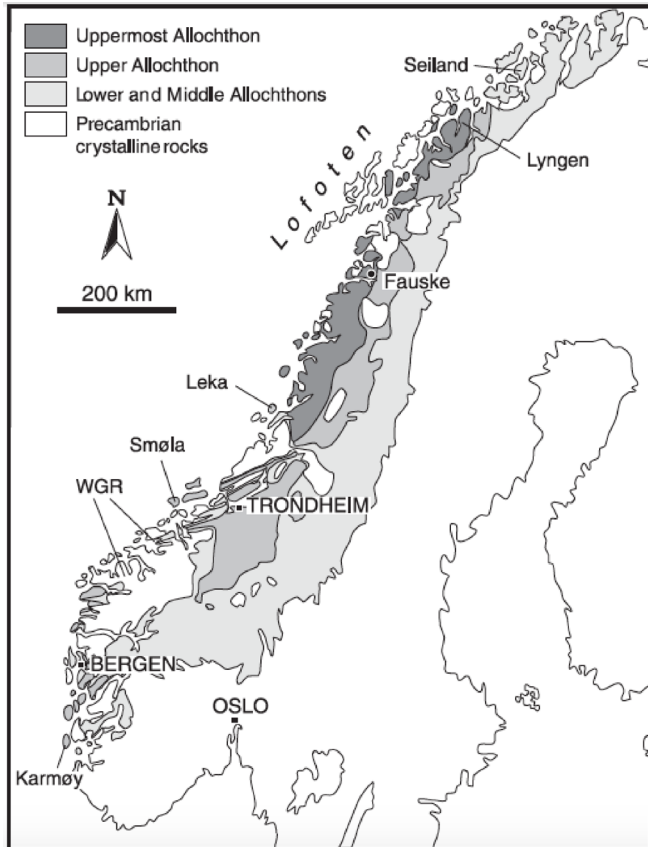 Uppermost Allochthon
Upper Allochthon
Lower and Middle Allochthons
Precambrian
crystalline rocks
Seiland
Lofoten
Lyngen
N
200 km
Fauske
Leka
Smøla
WGR
TRONDHEIM
BERGEN
OSLO
Karmøy